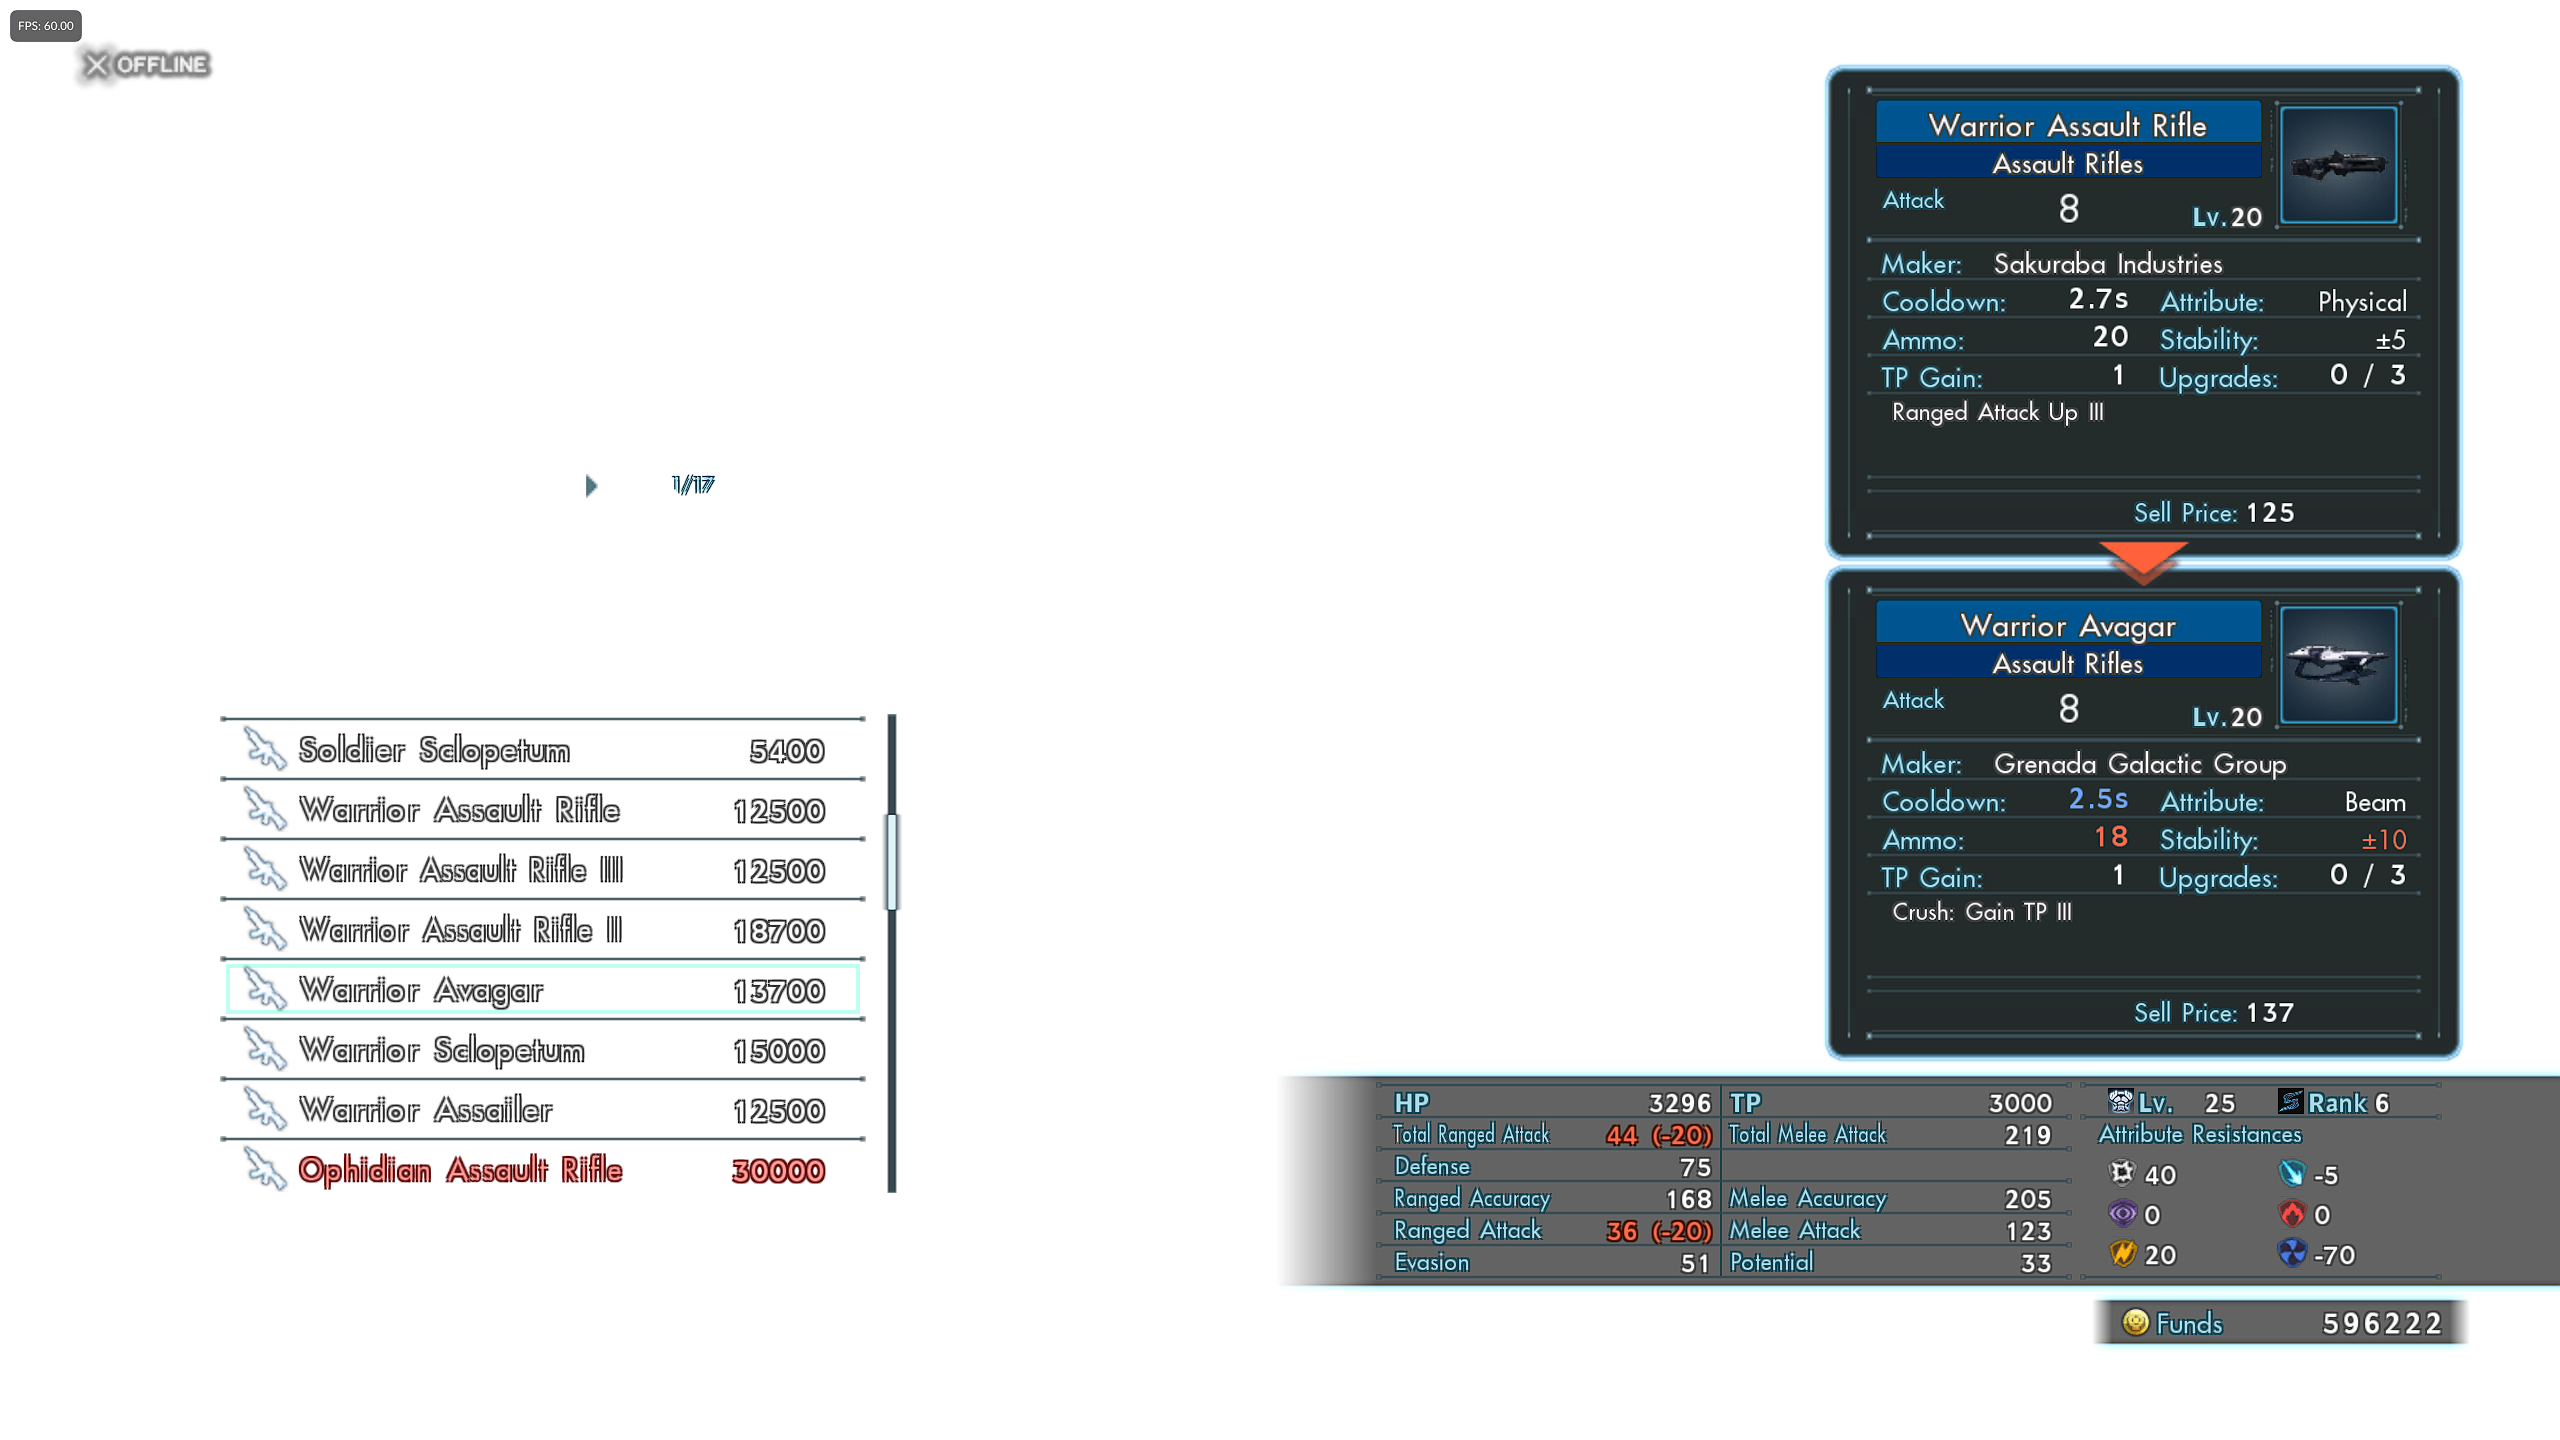 FPS: 60.00
OFFLINE
1/17
Soldier Sclopetum 5400
Warrior Assault Rifle 12500
Warrior Assault Rifle III 12500
Warrior Assault Rifle II 18700
Warrior Avagar 13700
Warrior Sclopetum 15000
Warrior Assailer 12500
Ophidian Assault Rifle 30000
Warrior Assault Rifle
Assault Rifles
Attack 8 Lv.20
Maker: Sakuraba Industries
Cooldown: 2.7s Attribute: Physical
Ammo: 20 Stability: ±5
TP Gain: 1 Upgrades: 0 / 3
Ranged Attack Up III
Sell Price: 125
Warrior Avagar
Assault Rifles
Attack 8 Lv.20
Maker: Grenada Galactic Group
Cooldown: 2.5s Attribute: Beam
Ammo: 18 Stability: ±10
TP Gain: 1 Upgrades: 0 / 3
Crush: Gain TP III
Sell Price: 137
HP 3296 TP 3000
Total Ranged Attack 44 (-20) Total Melee Attack 219
Defense 75
Ranged Accuracy 168 Melee Accuracy 205
Ranged Attack 36 (-20) Melee Attack 123
Evasion 51 Potential 33
Lv. 25 Rank 6
Attribute Resistances
40 -5
0 0
20 -70
Funds 596222